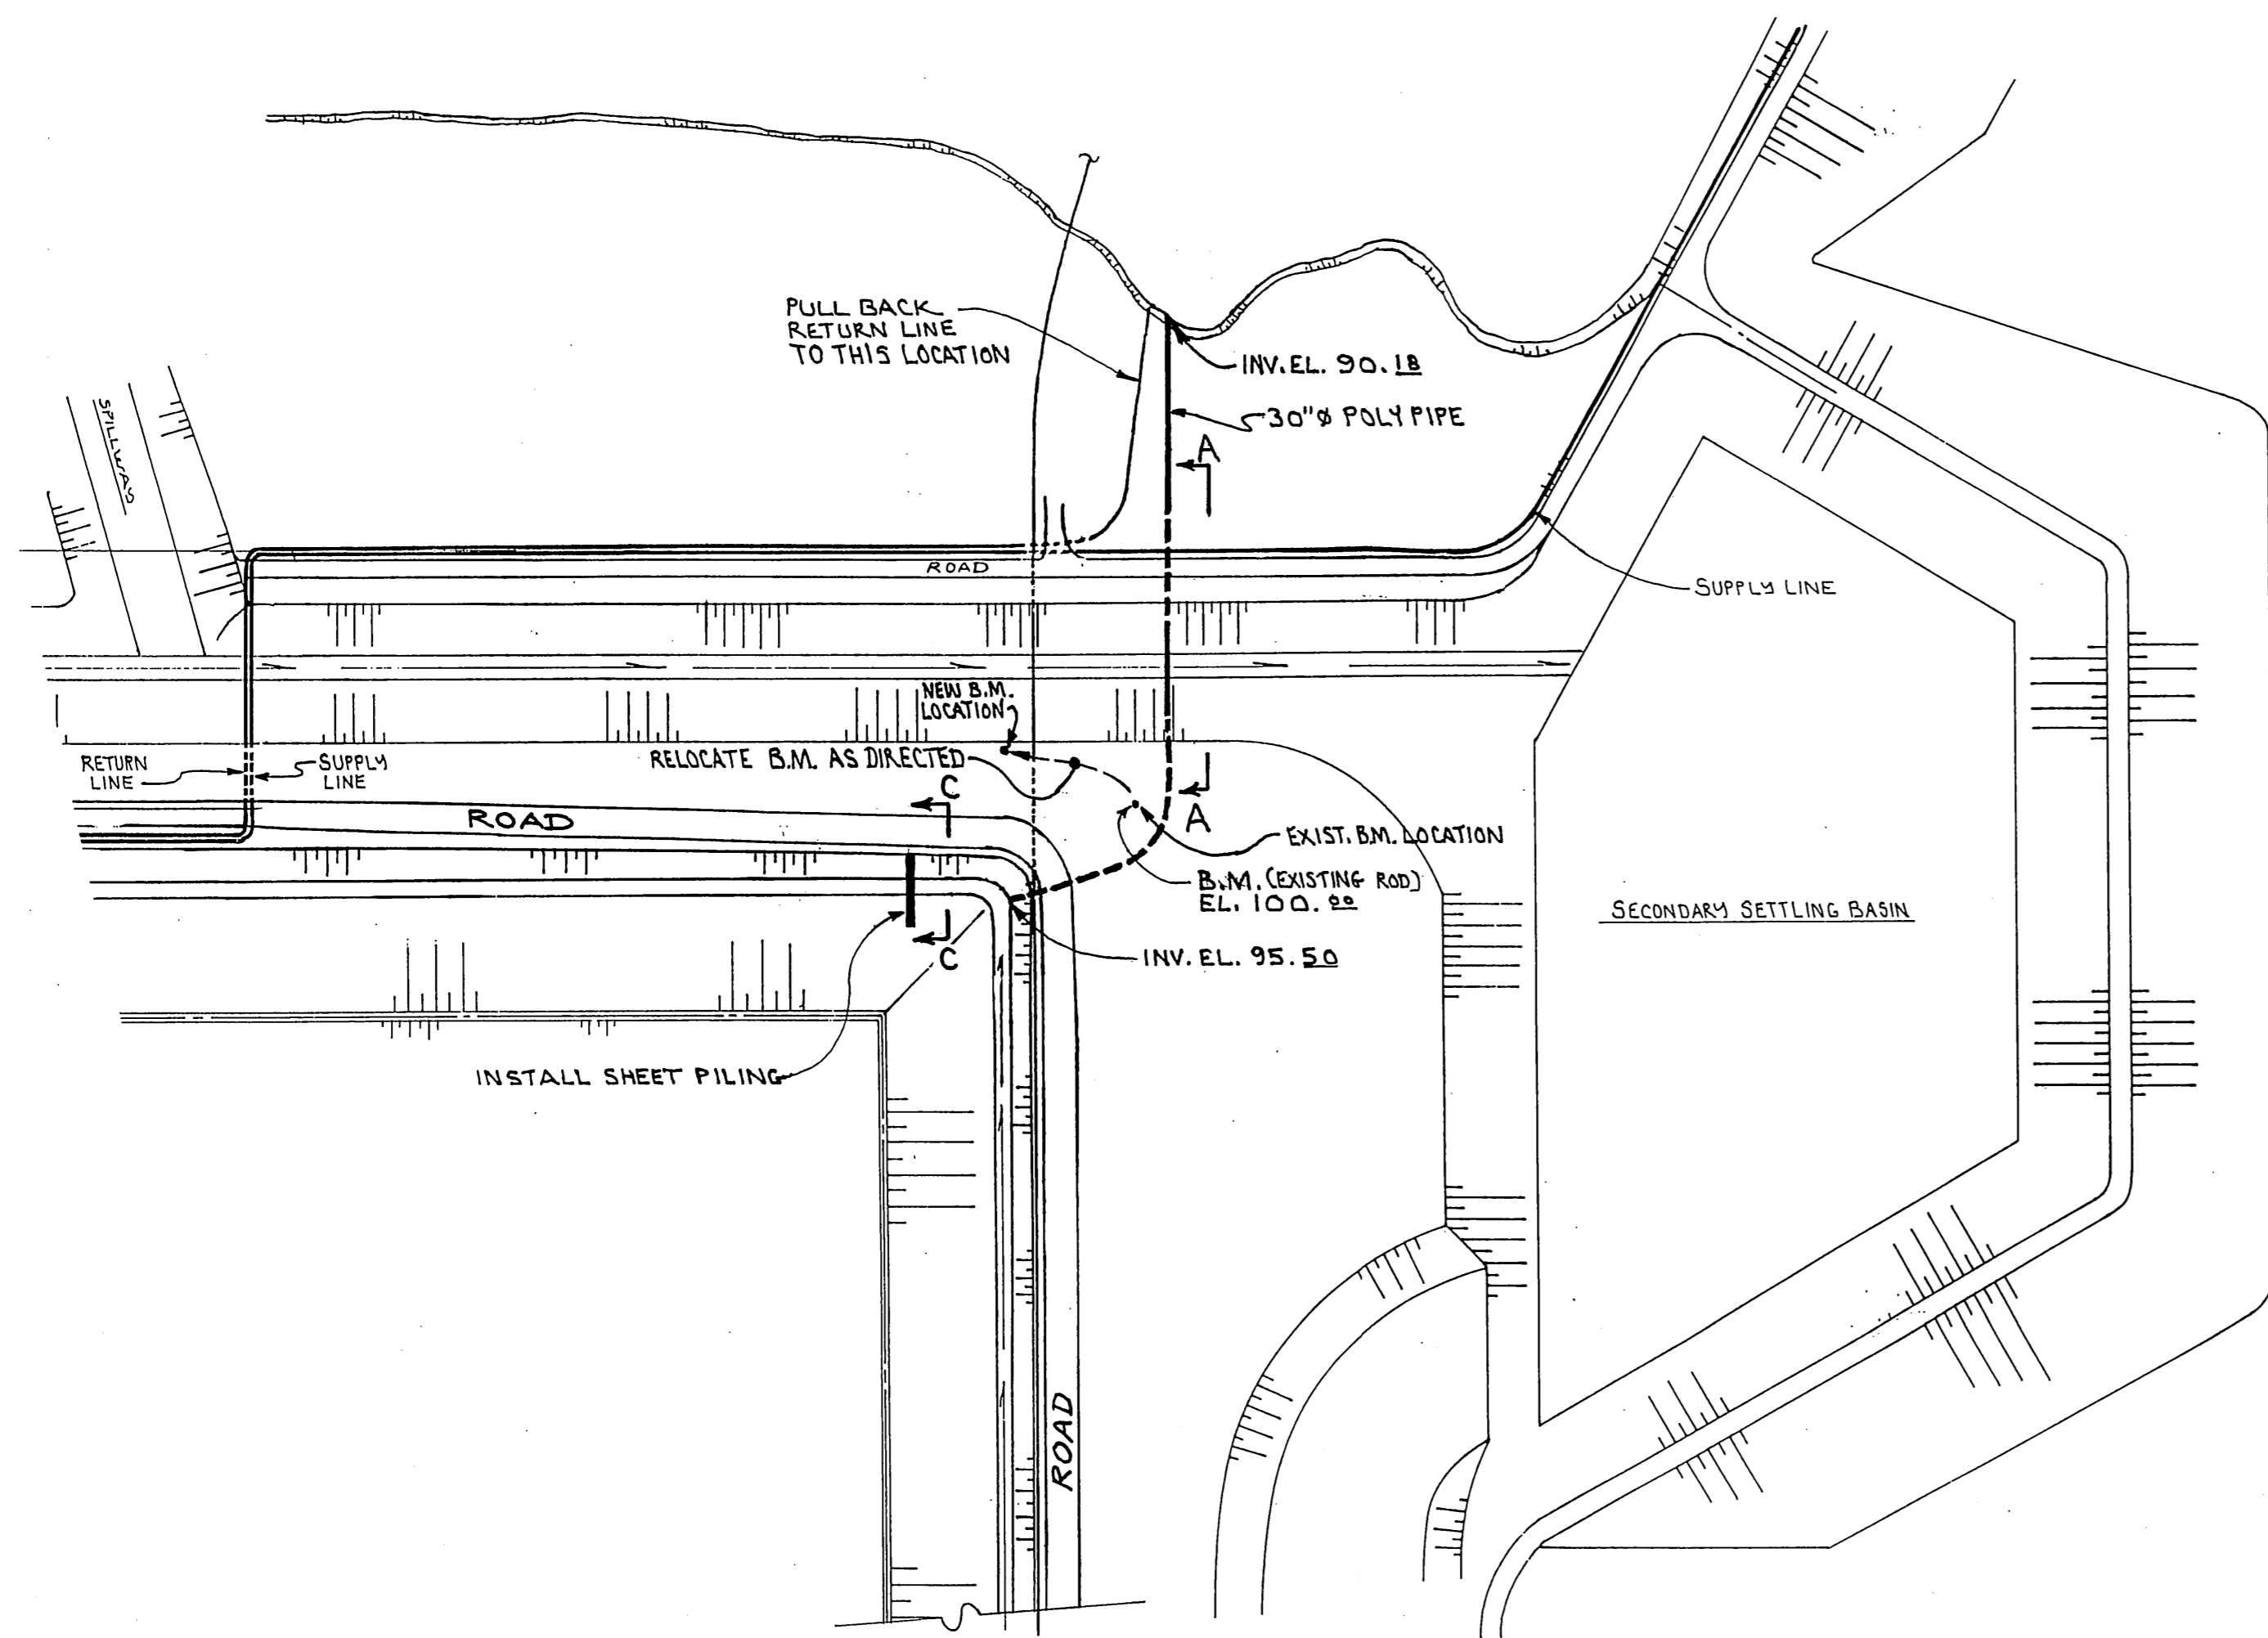 PULL BACK
RETURN LINE
TO THIS LOCATION
INV. EL. 90.18
30"Ø POLY PIPE
A
SPILLWAY
ROAD
SUPPLY LINE
NEW B.M.
LOCATION
RELOCATE B.M. AS DIRECTED
RETURN
LINE
SUPPLY
LINE
C
ROAD
A
EXIST. B.M. LOCATION
B.M. (EXISTING ROD)
EL. 100.00
SECONDARY SETTLING BASIN
C
INV. EL. 95.50
INSTALL SHEET PILING
ROAD